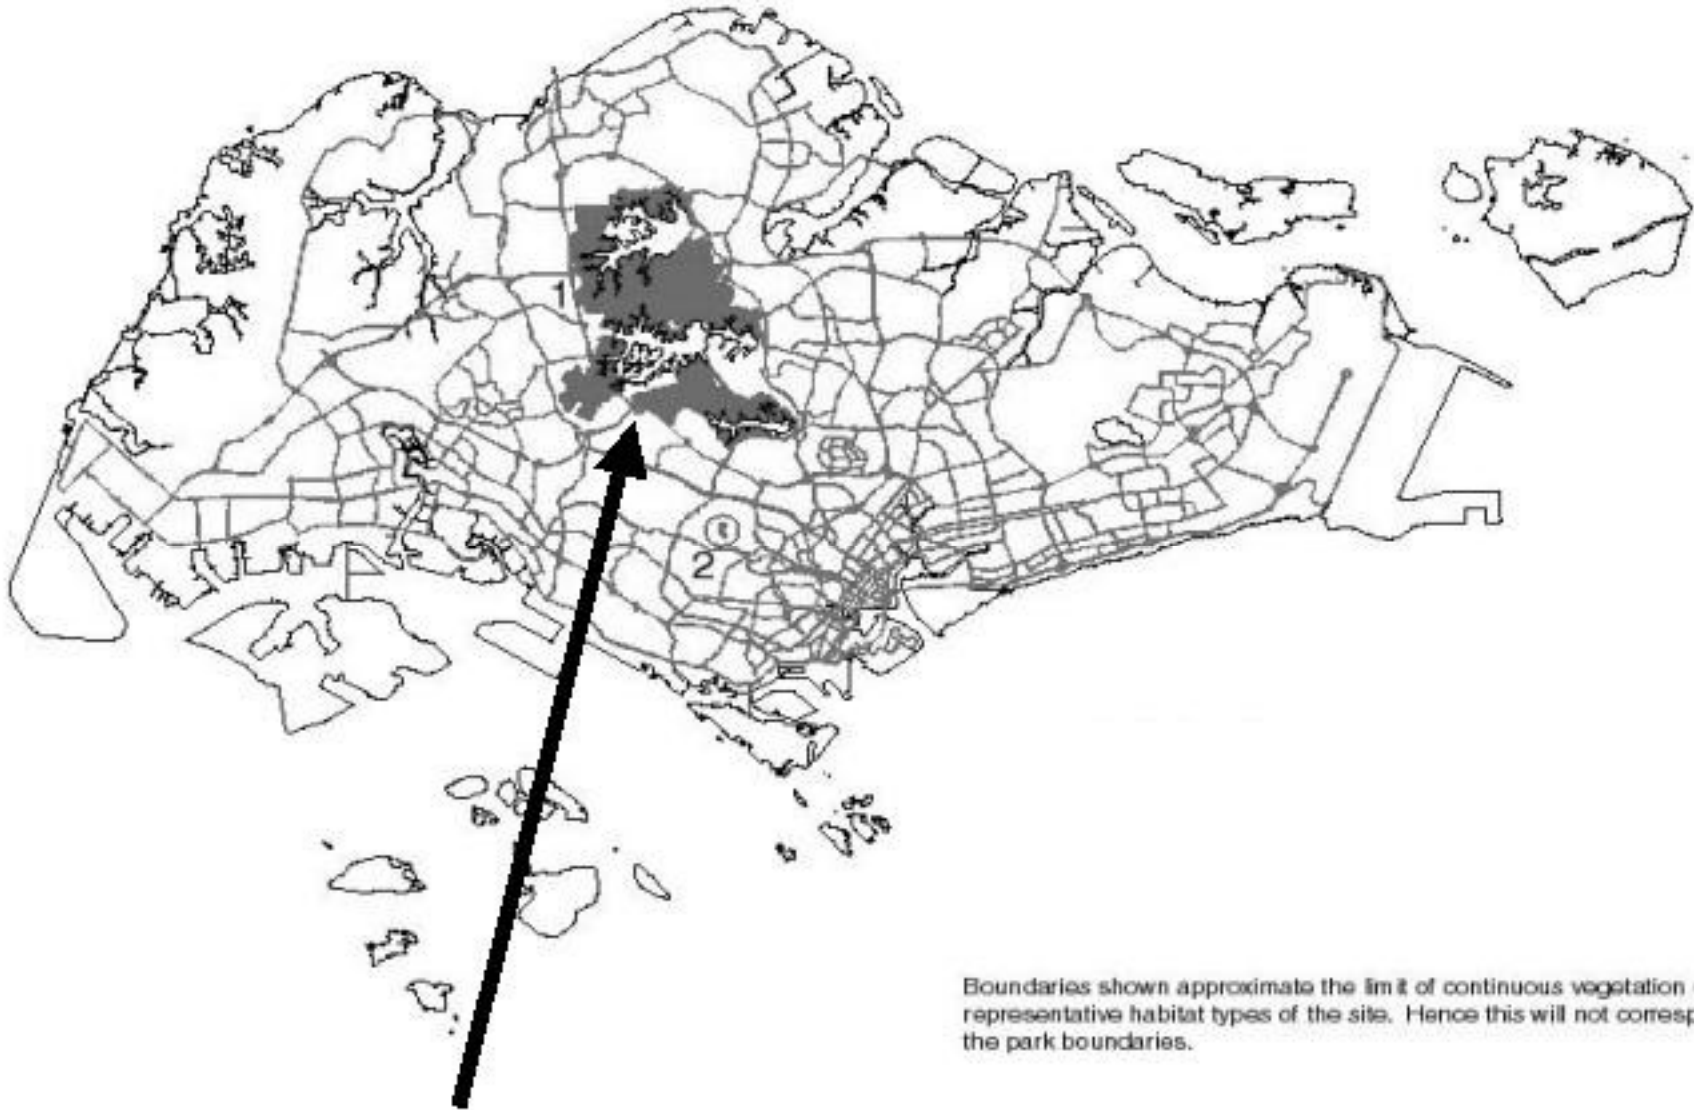 1
2
Boundaries shown approximate the limit of continuous vegetation
representative habitat types of the site. Hence this will not corresp
the park boundaries.